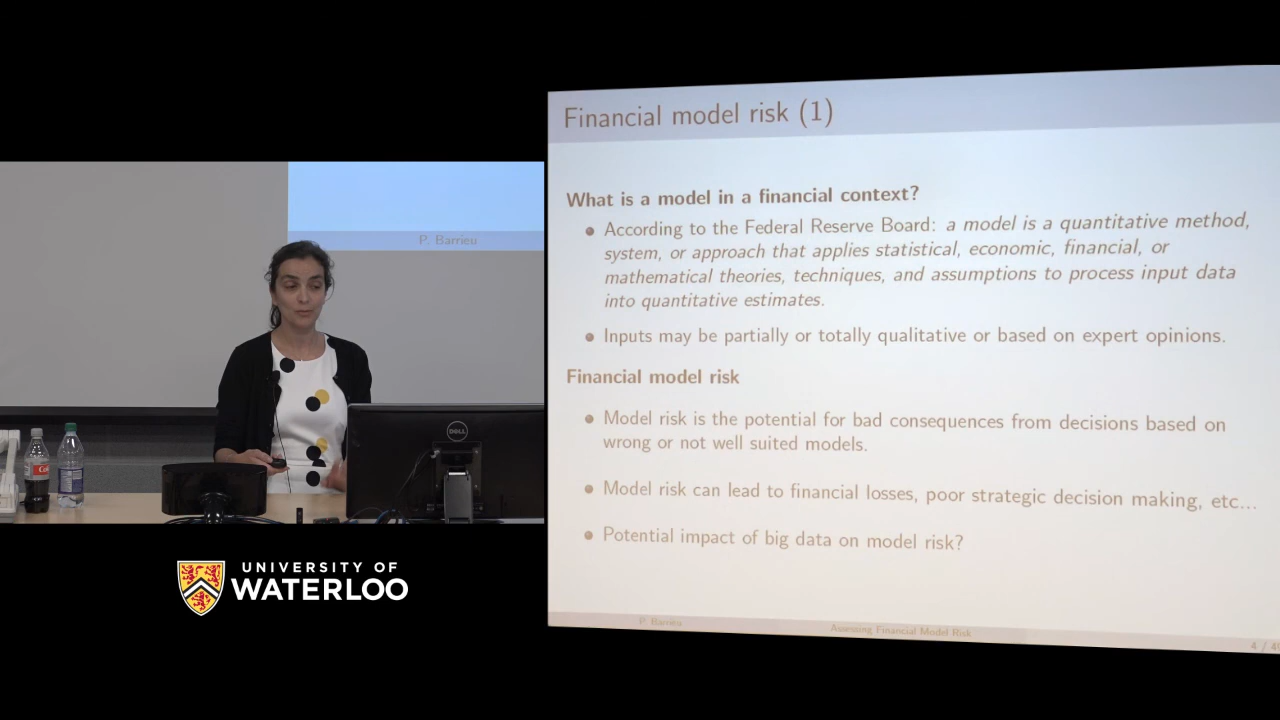 Financial model risk (1)
What is a model in a financial context?
According to the Federal Reserve Board: a model is a quantitative method,
system, or approach that applies statistical, economic, financial, or
mathematical theories, techniques, and assumptions to process input data
into quantitative estimates.
Inputs may be partially or totally qualitative or based on expert opinions.
Financial model risk
Model risk is the potential for bad consequences from decisions based on
wrong or not well suited models.
Model risk can lead to financial losses, poor strategic decision making, etc...
Potential impact of big data on model risk?
P. Barrieu
Assessing Financial Model Risk
P. Barrieu
DELL
UNIVERSITY OF
WATERLOO